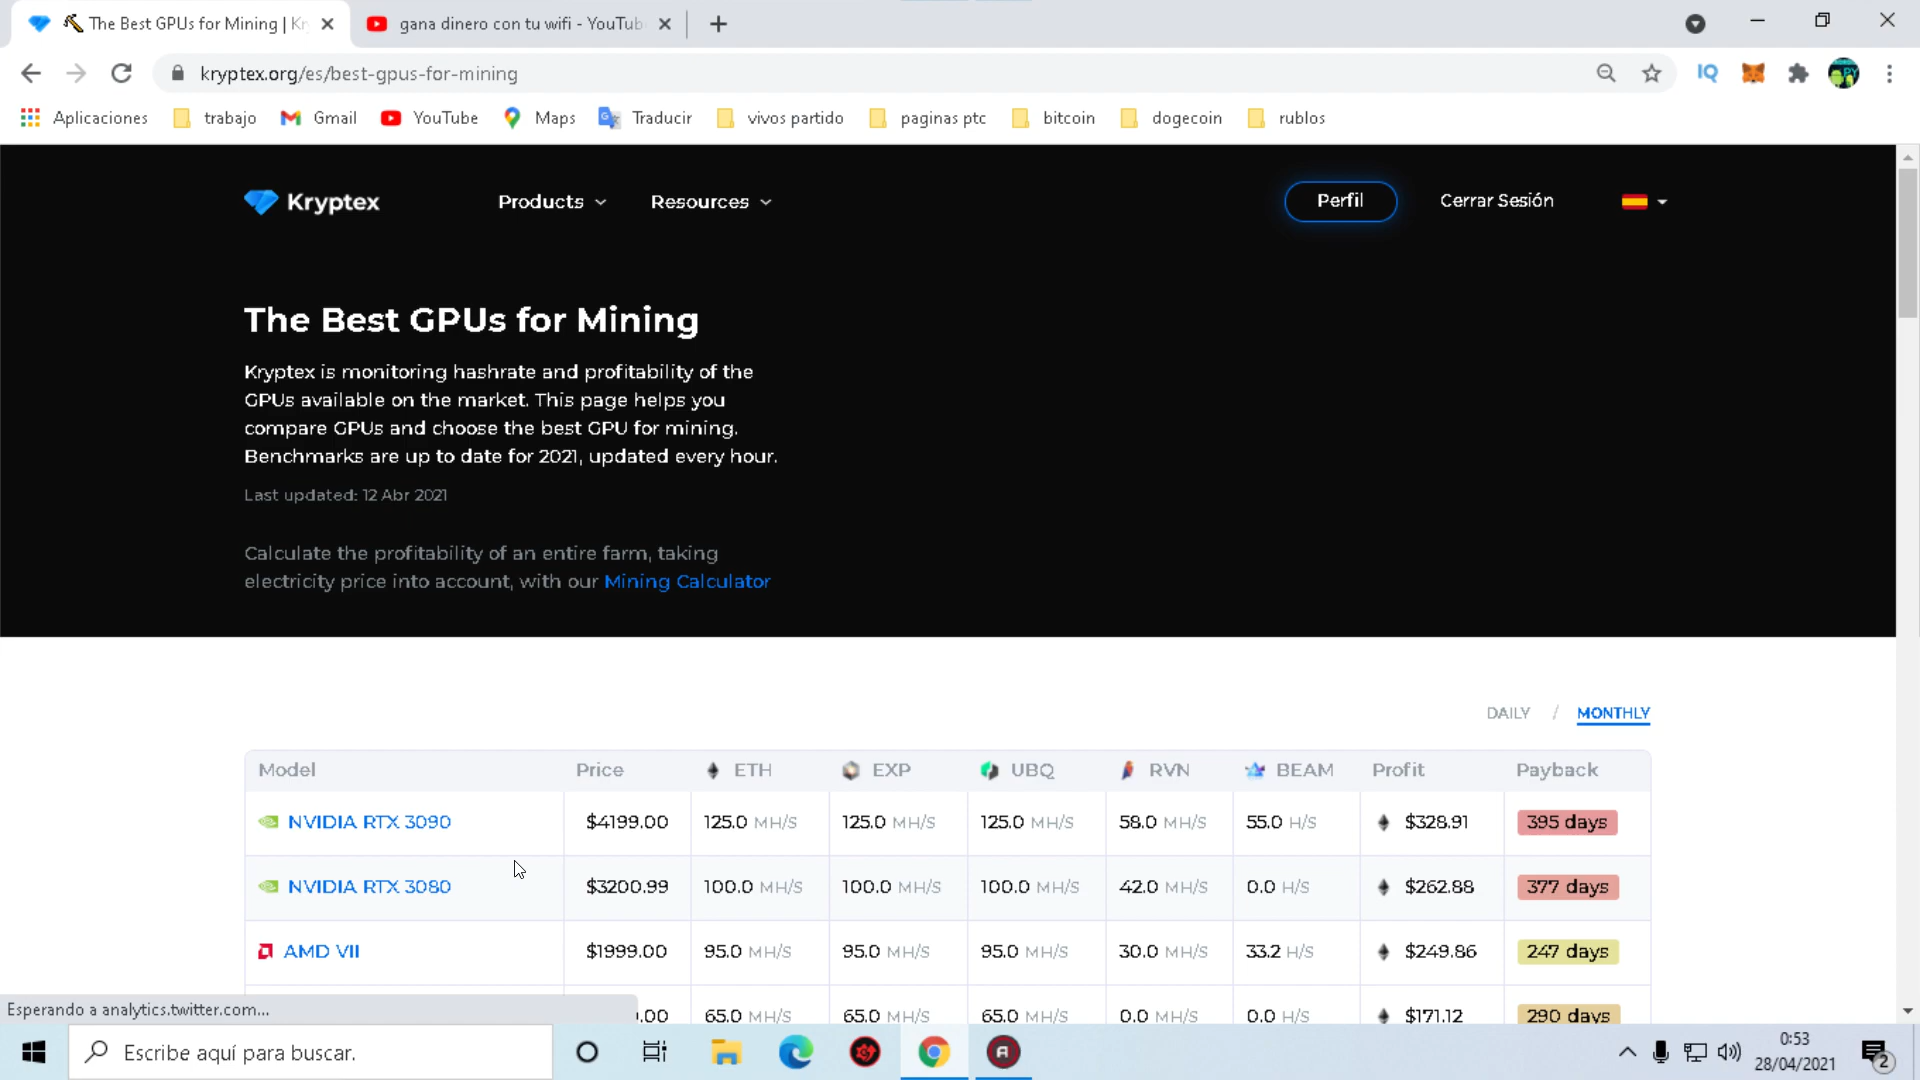 The Best GPUs for Mining | Kr
gana dinero con tu wifi - YouTub
kryptex.org/es/best-gpus-for-mining
IQ
Aplicaciones trabajo Gmail YouTube Maps Traducir vivos partido paginas ptc bitcoin dogecoin rublos
Kryptex Products Resources Perfil Cerrar Sesión
The Best GPUs for Mining
Kryptex is monitoring hashrate and profitability of the
GPUs available on the market. This page helps you
compare GPUs and choose the best GPU for mining.
Benchmarks are up to date for 2021, updated every hour.
Last updated: 12 Abr 2021
Calculate the profitability of an entire farm, taking
electricity price into account, with our Mining Calculator
DAILY / MONTHLY
Model Price ETH EXP UBQ RVN BEAM Profit Payback
NVIDIA RTX 3090 $4199.00 125.0 MH/S 125.0 MH/S 125.0 MH/S 58.0 MH/S 55.0 H/S $328.91 395 days
NVIDIA RTX 3080 $3200.99 100.0 MH/S 100.0 MH/S 100.0 MH/S 42.0 MH/S 0.0 H/S $262.88 377 days
AMD VII $1999.00 95.0 MH/S 95.0 MH/S 95.0 MH/S 30.0 MH/S 33.2 H/S $249.86 247 days
.00 65.0 MH/S 65.0 MH/S 65.0 MH/S 0.0 MH/S 0.0 H/S $171.12 290 days
Esperando a analytics.twitter.com...
Escribe aquí para buscar.
0:53
28/04/2021
2